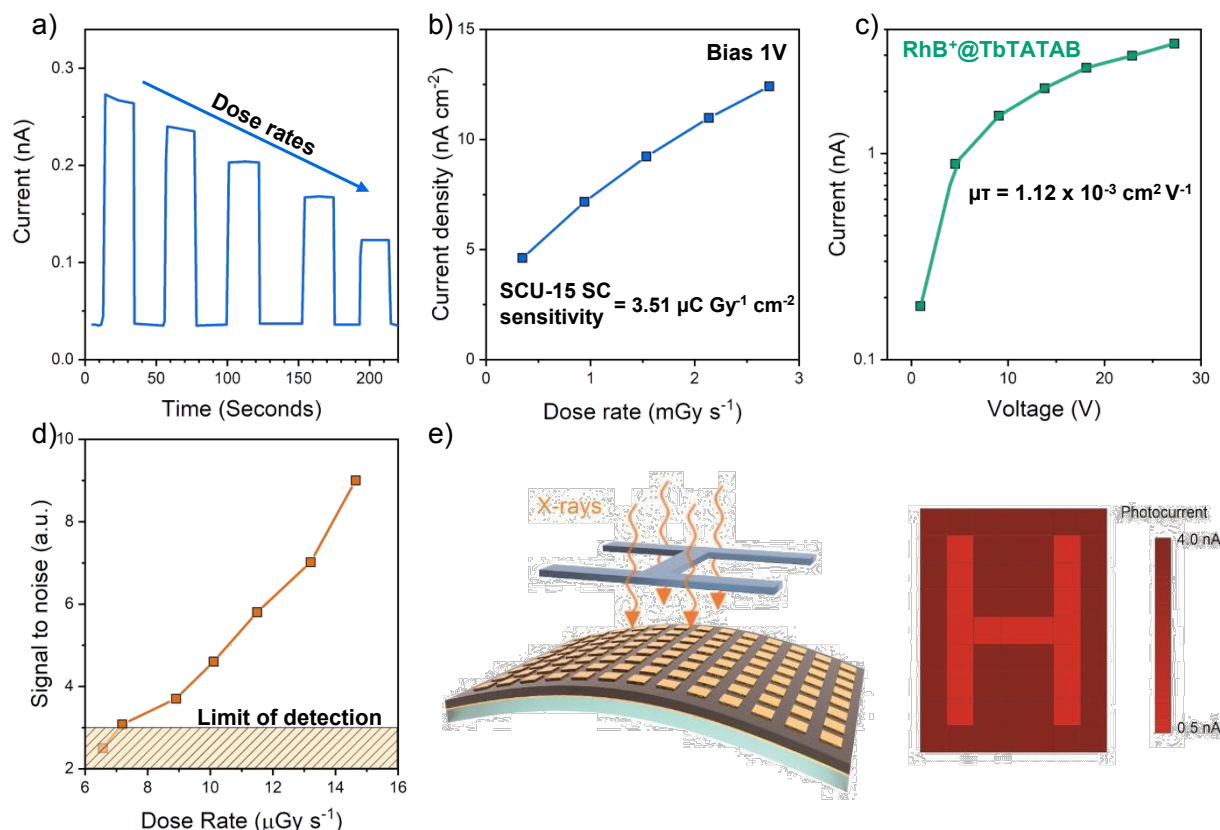 a)
Current (nA)
0.3
0.2
0.1
0.0
Dose rates
0
50
100
150
200
Time (Seconds)
b)
Current density (nA cm⁻²)
15
10
5
0
Bias 1V
SCU-15 SC
sensitivity = 3.51 µC Gy⁻¹ cm⁻²
0
1
2
3
Dose rate (mGy s⁻¹)
c)
Current (nA)
1
0.1
RhB⁺@TbTATAB
μτ = 1.12 x 10⁻³ cm² V⁻¹
0
10
20
30
Voltage (V)
d)
Signal to noise (a.u.)
10
8
6
4
2
Limit of detection
6
8
10
12
14
16
Dose Rate (μGy s⁻¹)
e)
X-rays
Photocurrent
4.0 nA
0.5 nA